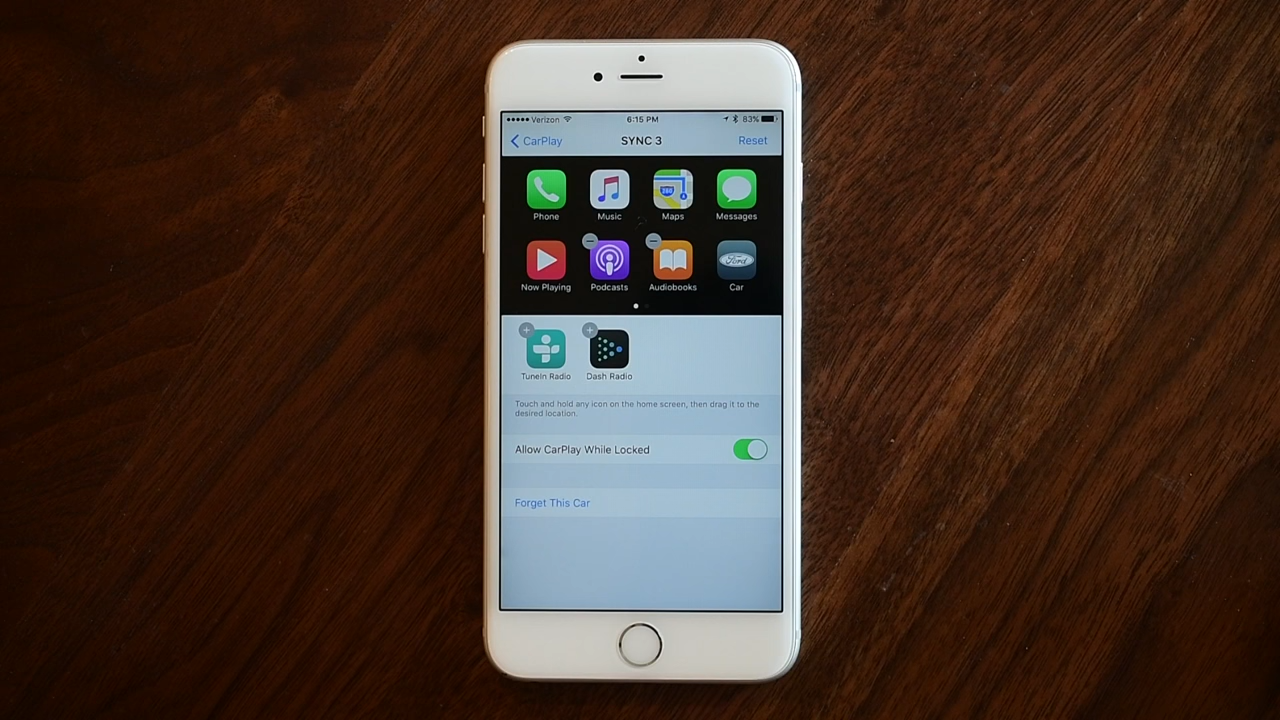 Verizon 6:15 PM 83%
CarPlay SYNC 3 Reset
280
Phone Music Maps Messages
Ford
Now Playing Podcasts Audiobooks Car
TuneIn Radio Dash Radio
Touch and hold any icon on the home screen, then drag it to the
desired location.
Allow CarPlay While Locked
Forget This Car